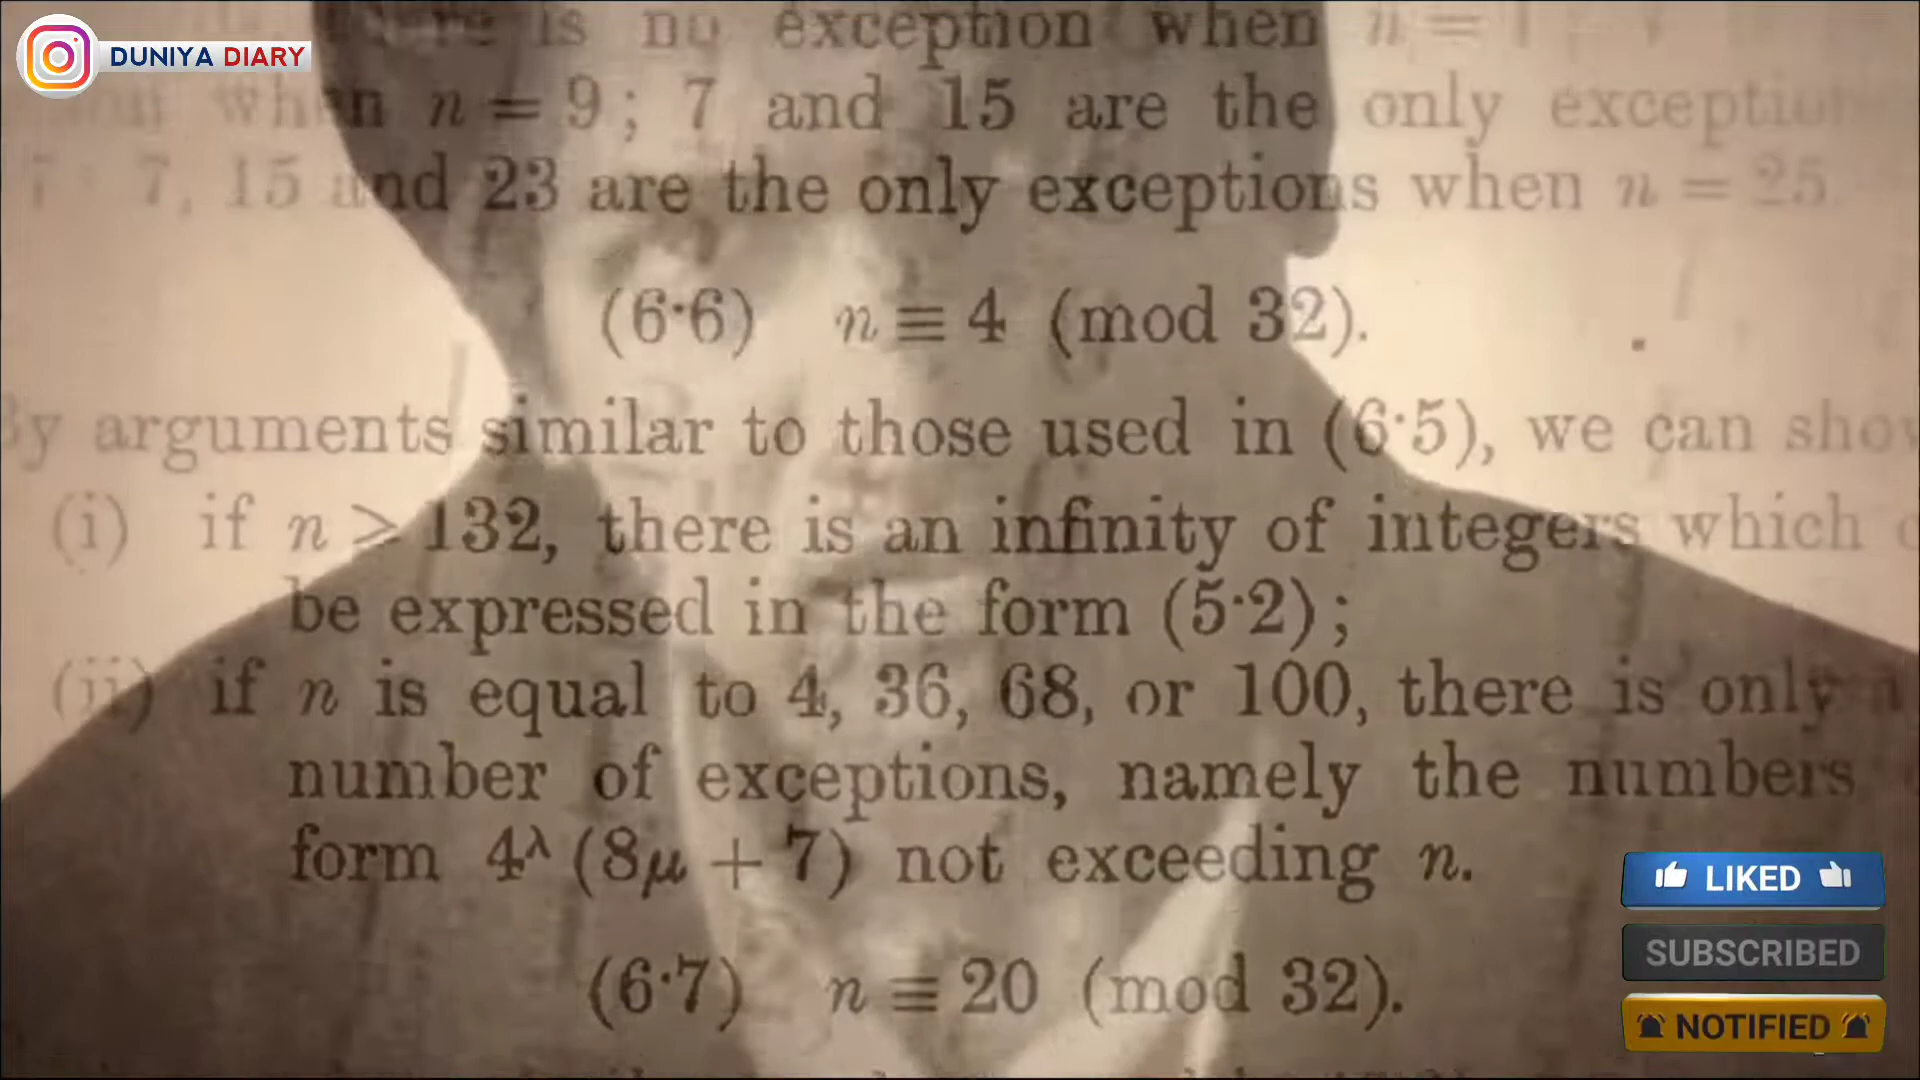 DUNIYA DIARY
is no exception when n =
when n = 9; 7 and 15 are the only exception
7, 15 and 23 are the only exceptions when n = 25.
(6·6) n ≡ 4 (mod 32).
By arguments similar to those used in (6·5), we can show
(i) if n > 132, there is an infinity of integers which
be expressed in the form (5·2);
(ii) if n is equal to 4, 36, 68, or 100, there is only
number of exceptions, namely the numbers
form 4^λ (8μ + 7) not exceeding n.
(6·7) n ≡ 20 (mod 32).
LIKED
SUBSCRIBED
NOTIFIED